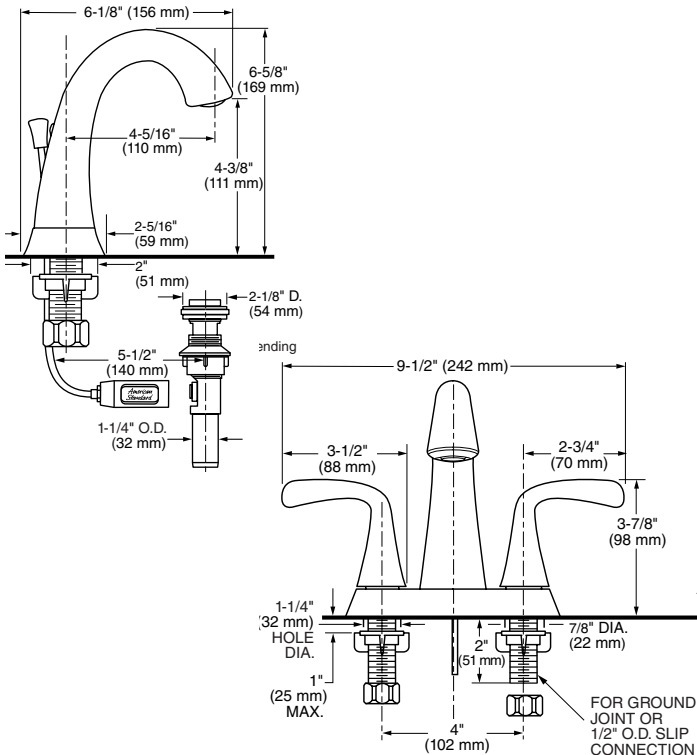 6-1/8" (156 mm)
6-5/8"
(169 mm)
4-5/16"
(110 mm)
4-3/8"
(111 mm)
2-5/16"
(59 mm)
2"
(51 mm)
2-1/8" D.
(54 mm)
5-1/2"
(140 mm)
American
Standard
1-1/4" O.D.
(32 mm)
ending
9-1/2" (242 mm)
3-1/2"
(88 mm)
2-3/4"
(70 mm)
3-7/8"
(98 mm)
1-1/4"
(32 mm)
HOLE
DIA.
2"
(51 mm)
7/8" DIA.
(22 mm)
1"
(25 mm)
MAX.
4"
(102 mm)
FOR GROUND
JOINT OR
1/2" O.D. SLIP
CONNECTION